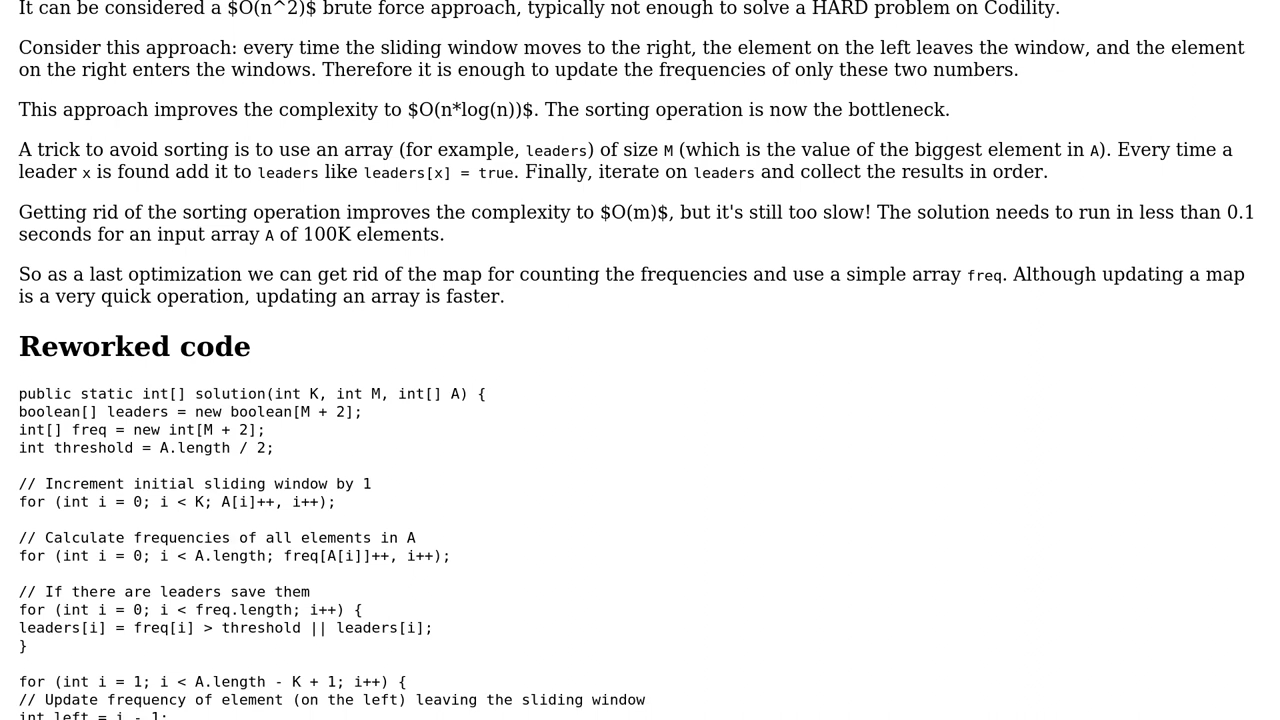 It can be considered a $O(n^2)$ brute force approach, typically not enough to solve a HARD problem on Codility.
Consider this approach: every time the sliding window moves to the right, the element on the left leaves the window, and the element
on the right enters the windows. Therefore it is enough to update the frequencies of only these two numbers.
This approach improves the complexity to $O(n*log(n))$. The sorting operation is now the bottleneck.
A trick to avoid sorting is to use an array (for example, leaders) of size M (which is the value of the biggest element in A). Every time a
leader x is found add it to leaders like leaders[x] = true. Finally, iterate on leaders and collect the results in order.
Getting rid of the sorting operation improves the complexity to $O(m)$, but it's still too slow! The solution needs to run in less than 0.1
seconds for an input array A of 100K elements.
So as a last optimization we can get rid of the map for counting the frequencies and use a simple array freq. Although updating a map
is a very quick operation, updating an array is faster.
Reworked code
public static int[] solution(int K, int M, int[] A) {
boolean[] leaders = new boolean[M + 2];
int[] freq = new int[M + 2];
int threshold = A.length / 2;
// Increment initial sliding window by 1
for (int i = 0; i < K; A[i]++, i++);
// Calculate frequencies of all elements in A
for (int i = 0; i < A.length; freq[A[i]]++, i++);
// If there are leaders save them
for (int i = 0; i < freq.length; i++) {
leaders[i] = freq[i] > threshold || leaders[i];
}
for (int i = 1; i < A.length - K + 1; i++) {
// Update frequency of element (on the left) leaving the sliding window
int left = i - 1;